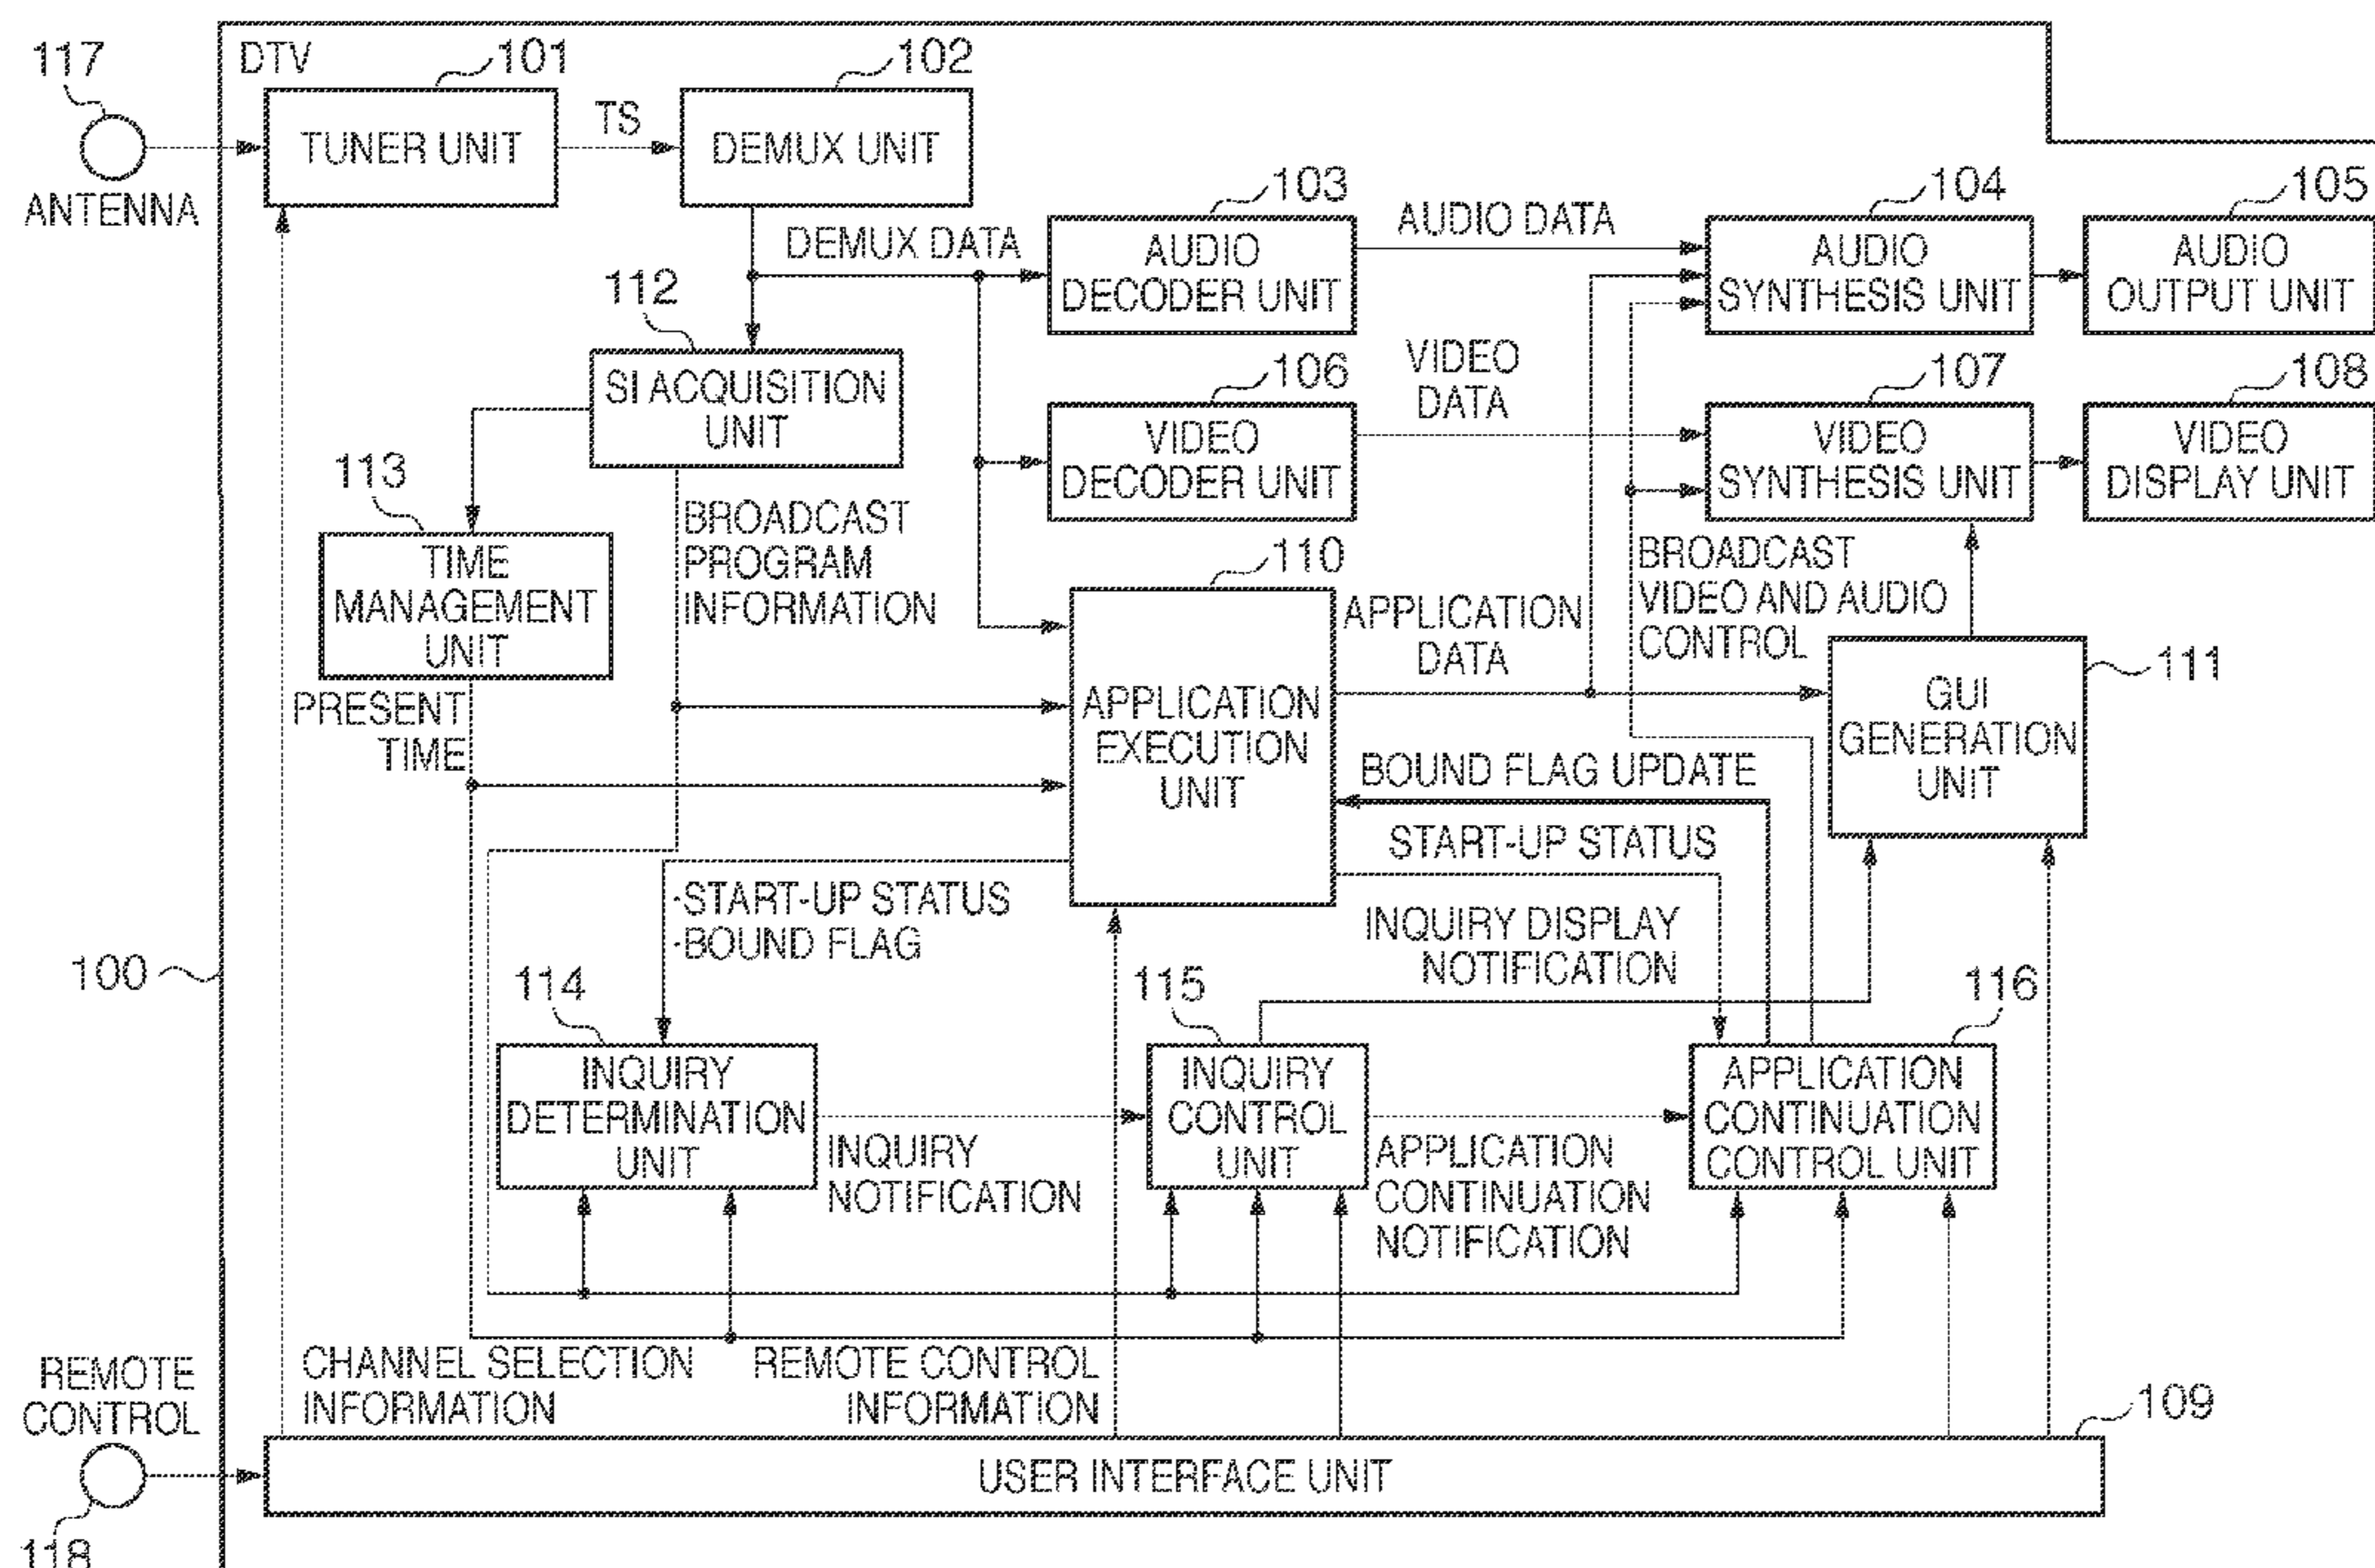 117
DTV
101
102
TUNER UNIT
TS
DEMUX UNIT
ANTENNA
103
104
105
DEMUX DATA
AUDIO
DECODER UNIT
AUDIO DATA
AUDIO
SYNTHESIS UNIT
AUDIO
OUTPUT UNIT
112
SI ACQUISITION
UNIT
106
107
108
VIDEO
DECODER UNIT
VIDEO
DATA
VIDEO
SYNTHESIS UNIT
VIDEO
DISPLAY UNIT
113
TIME
MANAGEMENT
UNIT
BROADCAST
PROGRAM
INFORMATION
110
APPLICATION
EXECUTION
UNIT
APPLICATION
DATA
BROADCAST
VIDEO AND AUDIO
CONTROL
111
GUI
GENERATION
UNIT
PRESENT
TIME
BOUND FLAG UPDATE
START-UP STATUS
·START-UP STATUS
·BOUND FLAG
INQUIRY DISPLAY
NOTIFICATION
100
114
115
116
INQUIRY
DETERMINATION
UNIT
INQUIRY
NOTIFICATION
INQUIRY
CONTROL
UNIT
APPLICATION
CONTINUATION
NOTIFICATION
APPLICATION
CONTINUATION
CONTROL UNIT
CHANNEL SELECTION
INFORMATION
REMOTE CONTROL
INFORMATION
REMOTE
CONTROL
109
USER INTERFACE UNIT
118